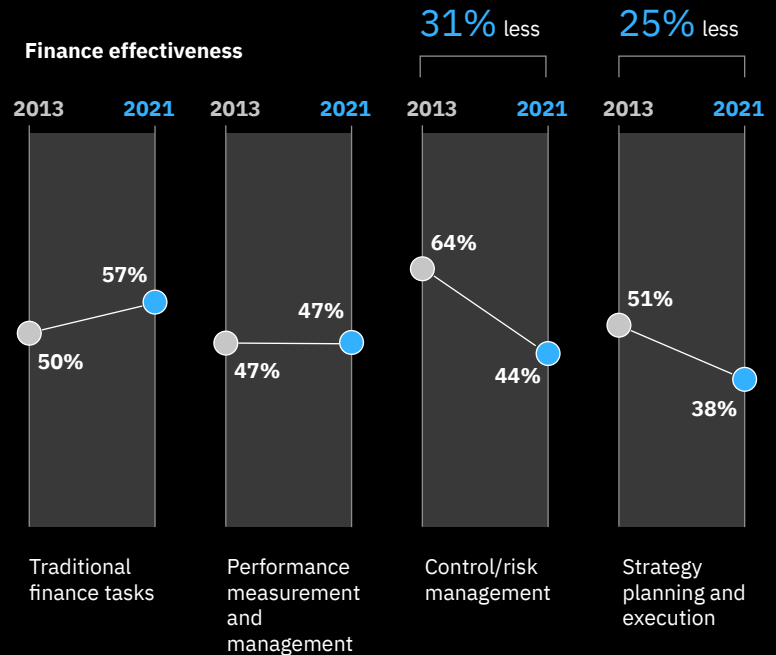 31% less
25% less
Finance effectiveness
2013 2021 2013 2021 2013 2021 2013 2021
64%
57%
51%
47%
50%
47%
44%
38%
Traditional
finance tasks
Performance
measurement
and
management
Control/risk
management
Strategy
planning and
execution